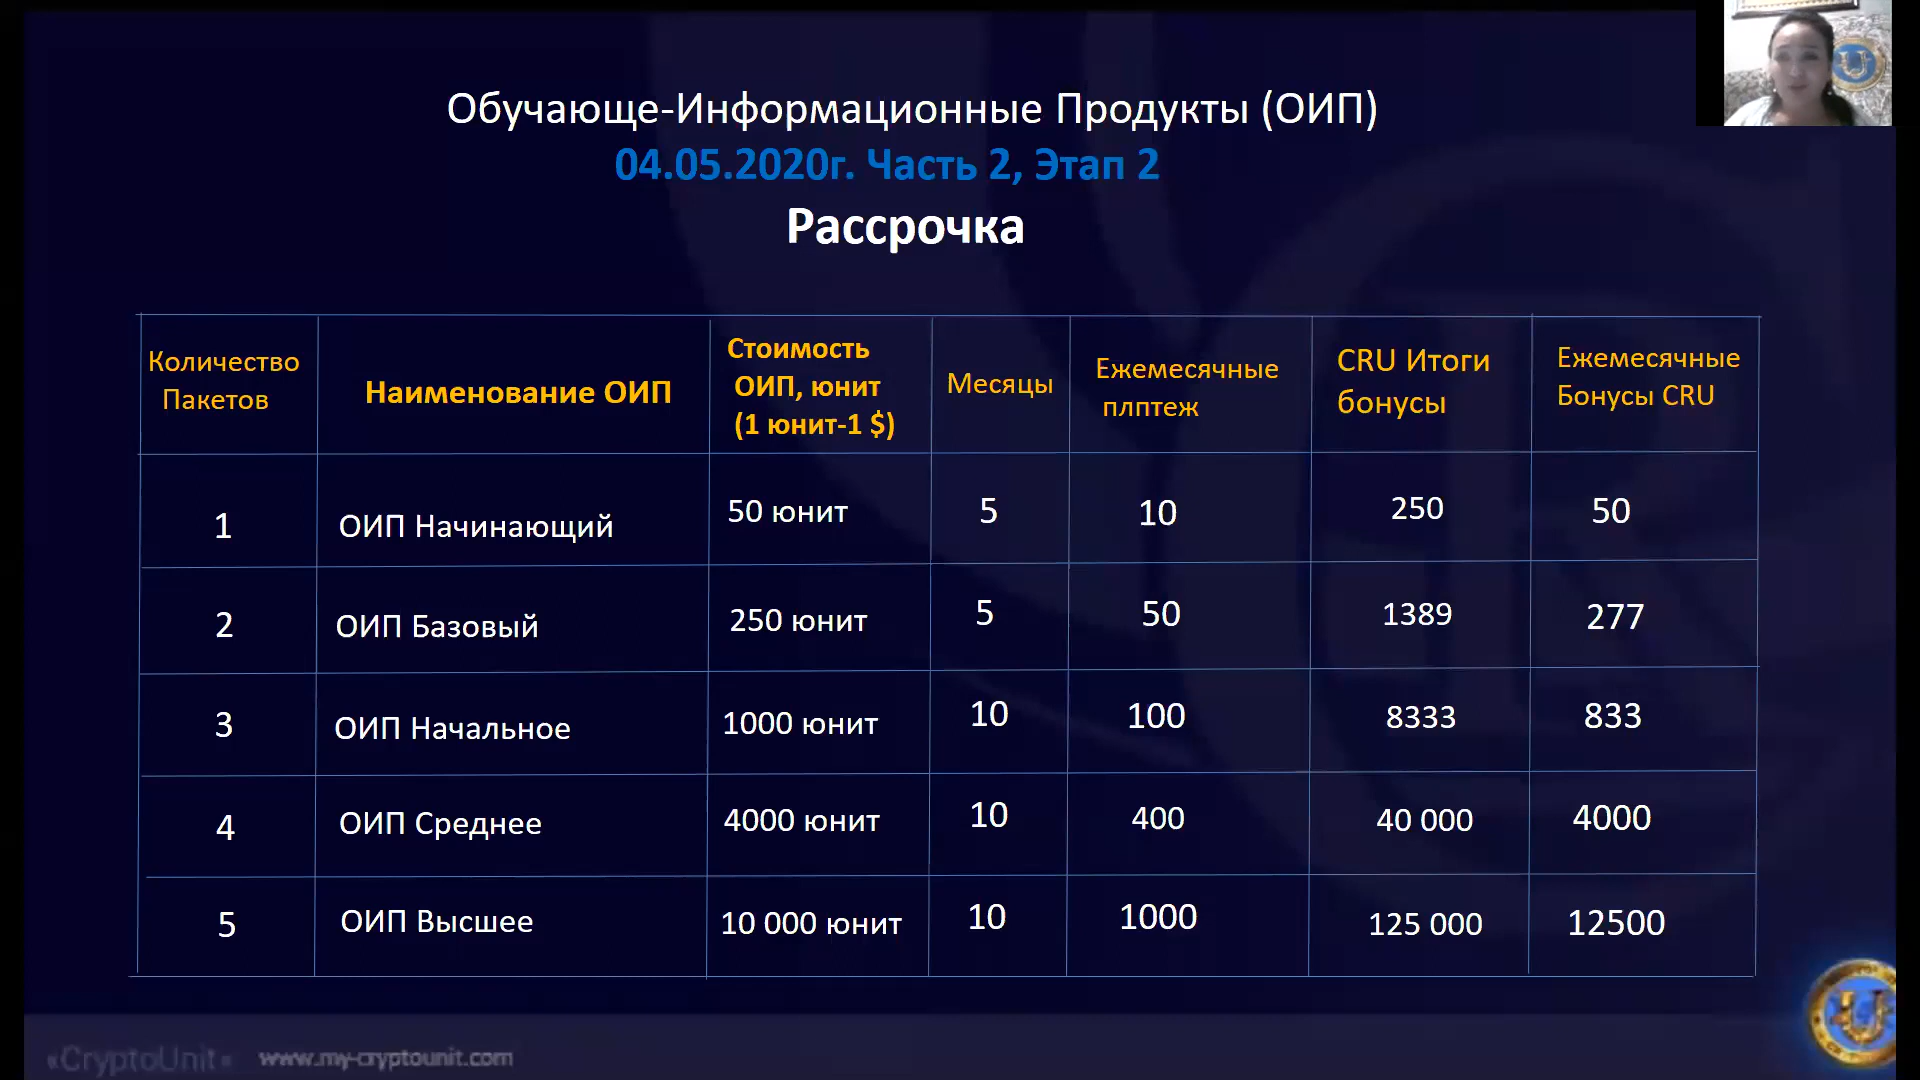 Обучающе-Информационные Продукты (ОИП)
04.05.2020г. Часть 2, Этап 2
Рассрочка
Количество
Пакетов
Наименование ОИП
Стоимость
ОИП, юнит
(1 юнит-1 $)
Месяцы
Ежемесячные
плптеж
CRU Итоги
бонусы
Ежемесячные
Бонусы CRU
1 ОИП Начинающий 50 юнит 5 10 250 50
2 ОИП Базовый 250 юнит 5 50 1389 277
3 ОИП Начальное 1000 юнит 10 100 8333 833
4 ОИП Среднее 4000 юнит 10 400 40 000 4000
5 ОИП Высшее 10 000 юнит 10 1000 125 000 12500
«CryptoUnit» www.my-cryptounit.com